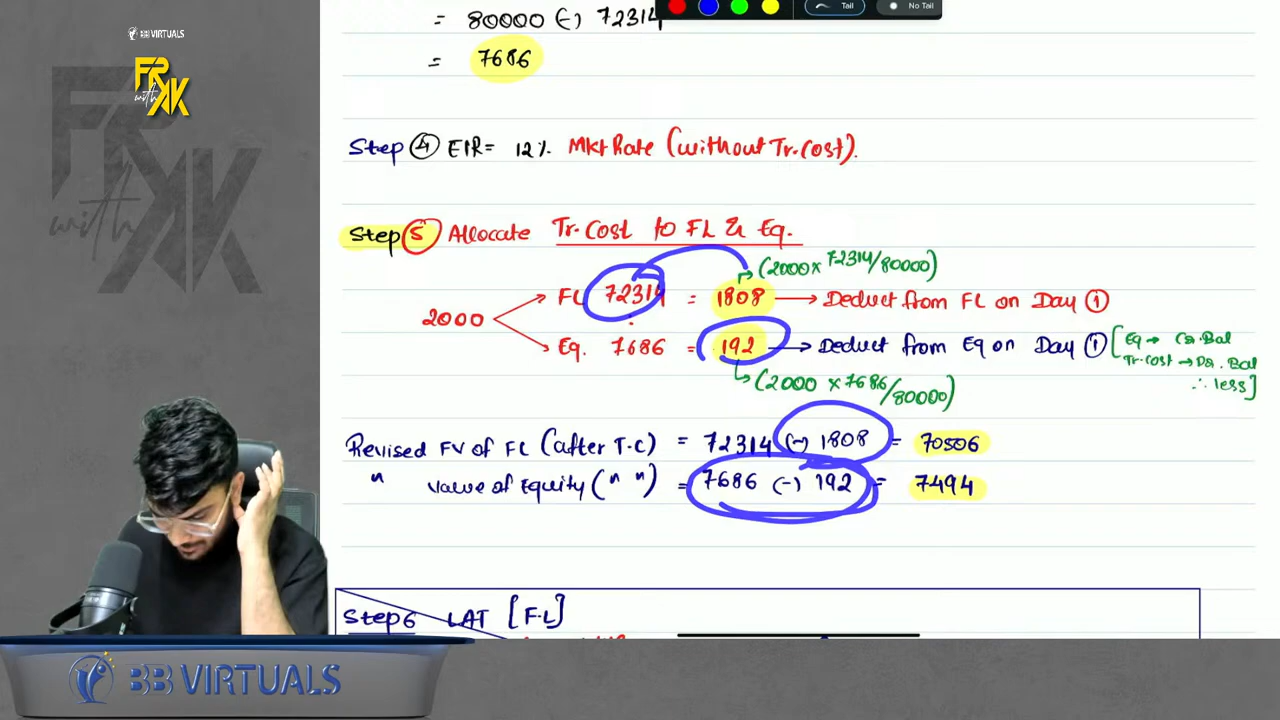 = 80000 (-) 72314
Tail
No Tail
BB VIRTUALS
FR
with
KK
= 7686
Step ④ EIR = 12% Mkt Rate (without Tr. Cost).
Step ⑤ Allocate Tr. Cost to FL & Eq.
(2000 x 72314/80000)
FL 72314 = 1808 → Deduct from FL on Day ①
2000
Eq. 7686 = 192 → Deduct from Eq on Day ① [Eq → Cr. Bal
Tr. Cost → Dr. Bal
∴ less]
(2000 x 7686/80000)
Revised FV of FL (after T.C) = 72314 (-) 1808 = 70506
" Value of Equity (" ") = 7686 (-) 192 = 7494
Step 6 LAT [F.L]
BB VIRTUALS